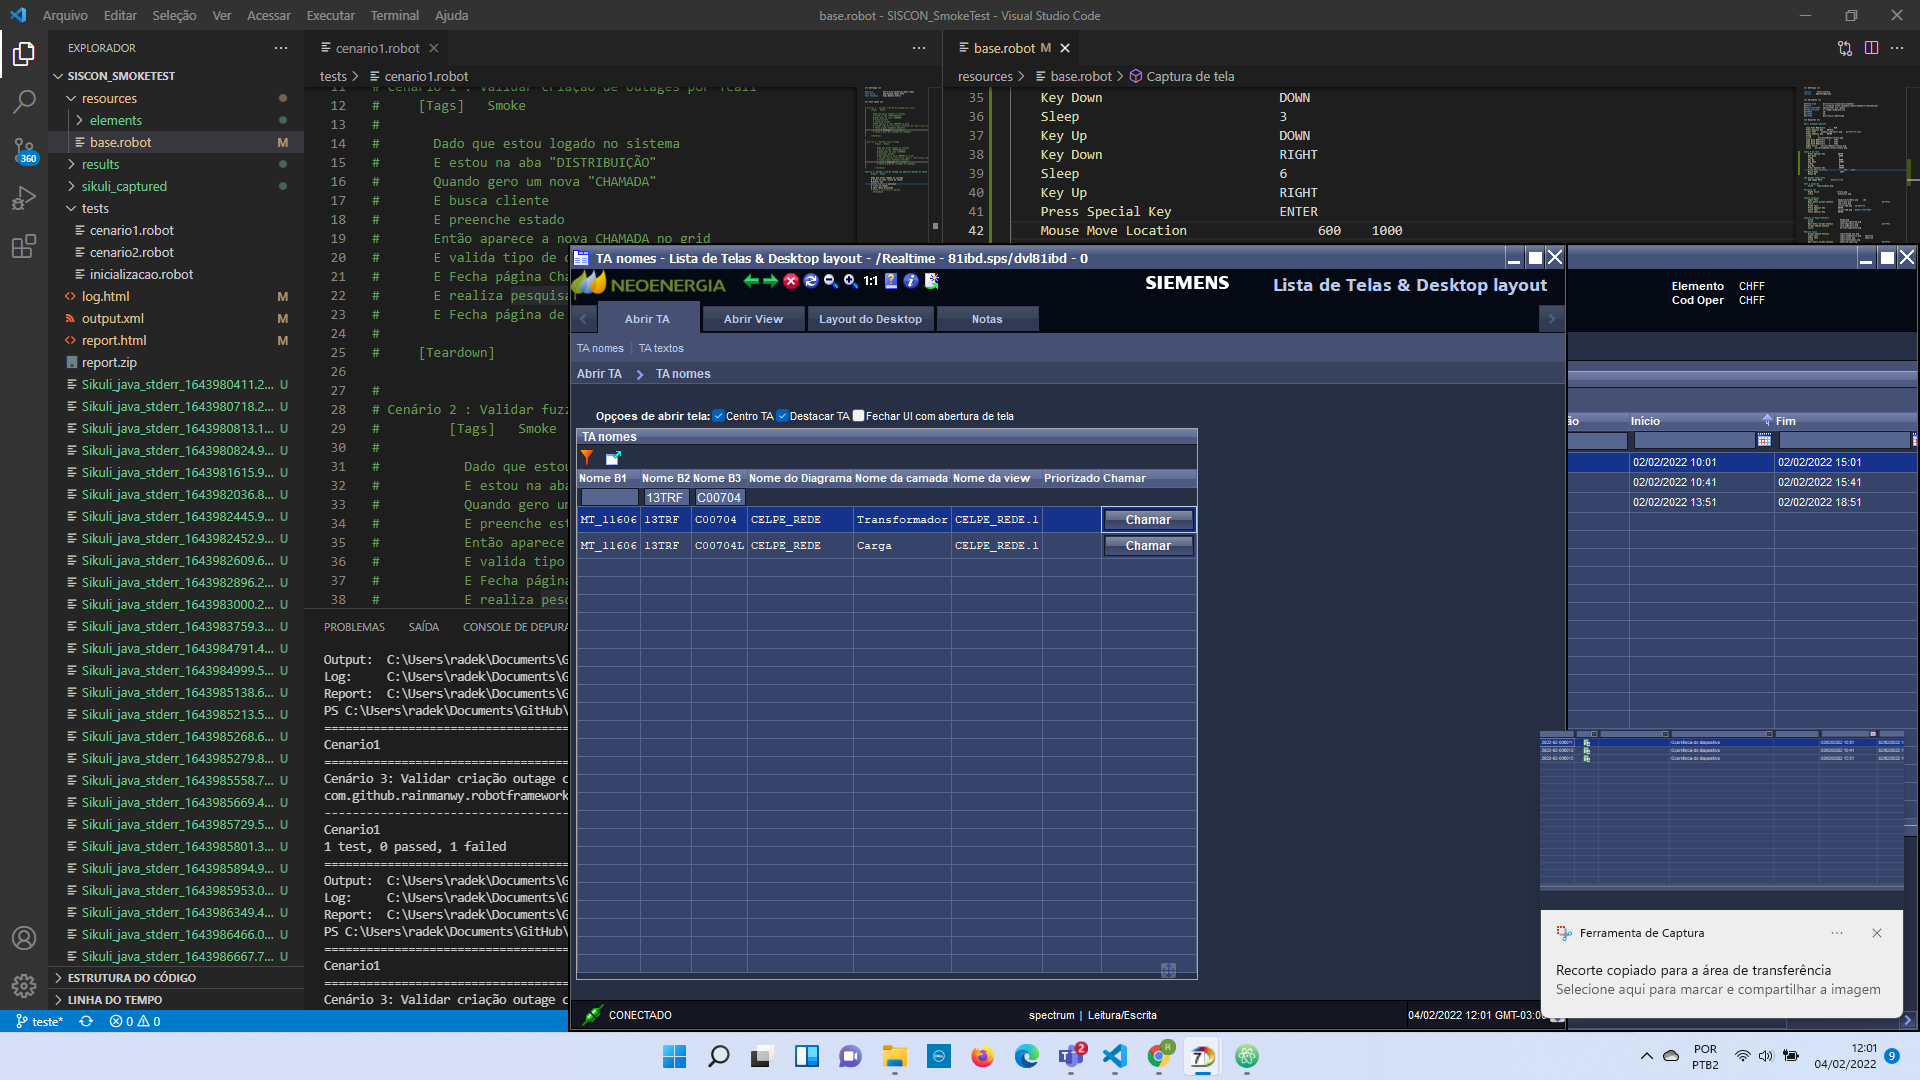 Arquivo Editar Seleção Ver Acessar Executar Terminal Ajuda
base.robot - SISCON_SmokeTest - Visual Studio Code
EXPLORADOR
SISCON_SMOKETEST
resources
elements
base.robot M
results
sikuli_captured
tests
cenario1.robot
cenario2.robot
inicializacao.robot
log.html M
output.xml M
report.html M
report.zip
Sikuli_java_stderr_1643980411.2... U
Sikuli_java_stderr_1643980718.2... U
Sikuli_java_stderr_1643980813.1... U
Sikuli_java_stderr_1643980824.9... U
Sikuli_java_stderr_1643981615.9... U
Sikuli_java_stderr_1643982036.8... U
Sikuli_java_stderr_1643982445.9... U
Sikuli_java_stderr_1643982452.9... U
Sikuli_java_stderr_1643982609.6... U
Sikuli_java_stderr_1643982896.2... U
Sikuli_java_stderr_1643983000.2... U
Sikuli_java_stderr_1643983759.3... U
Sikuli_java_stderr_1643984791.4... U
Sikuli_java_stderr_1643984999.5... U
Sikuli_java_stderr_1643985138.6... U
Sikuli_java_stderr_1643985213.5... U
Sikuli_java_stderr_1643985268.6... U
Sikuli_java_stderr_1643985279.8... U
Sikuli_java_stderr_1643985558.7... U
Sikuli_java_stderr_1643985669.4... U
Sikuli_java_stderr_1643985729.5... U
Sikuli_java_stderr_1643985801.3... U
Sikuli_java_stderr_1643985894.9... U
Sikuli_java_stderr_1643985953.0... U
Sikuli_java_stderr_1643986349.4... U
Sikuli_java_stderr_1643986466.0... U
Sikuli_java_stderr_1643986667.7... U
ESTRUTURA DO CÓDIGO
LINHA DO TEMPO
360
teste* 0 0
cenario1.robot
tests > cenario1.robot
11 # Cenário 1 : Validar criação de outages por TCall
12 # [Tags] Smoke
13 #
14 # Dado que estou logado no sistema
15 # E estou na aba "DISTRIBUIÇÃO"
16 # Quando gero um nova "CHAMADA"
17 # E busca cliente
18 # E preenche estado
19 # Então aparece a nova CHAMADA no grid
20 # E valida tipo de
21 # E Fecha página Cha
22 # E realiza pesquisa
23 # E Fecha página de
24 #
25 # [Teardown]
26
27 #
28 # Cenário 2 : Validar fuzz
29 # [Tags] Smoke
30 #
31 # Dado que estou
32 # E estou na aba
33 # Quando gero um
34 # E preenche est
35 # Então aparece
36 # E valida tipo
37 # E Fecha página
38 # E realiza pesq
PROBLEMAS SAÍDA CONSOLE DE DEPURA
Output: C:\Users\radek\Documents\G
Log: C:\Users\radek\Documents\G
Report: C:\Users\radek\Documents\G
PS C:\Users\radek\Documents\GitHub\
==================================
Cenario1
==================================
Cenário 3: Validar criação outage c
com.github.rainmanwy.robotframework
----------------------------------
Cenario1
1 test, 0 passed, 1 failed
==================================
Output: C:\Users\radek\Documents\G
Log: C:\Users\radek\Documents\G
Report: C:\Users\radek\Documents\G
PS C:\Users\radek\Documents\GitHub\
==================================
Cenario1
==================================
Cenário 3: Validar criação outage c
base.robot M
resources > base.robot > Captura de tela
35 Key Down DOWN
36 Sleep 3
37 Key Up DOWN
38 Key Down RIGHT
39 Sleep 6
40 Key Up RIGHT
41 Press Special Key ENTER
42 Mouse Move Location 600 1000
TA nomes - Lista de Telas & Desktop layout - /Realtime - 81ibd.sps/dvl81ibd - 0
NEOENERGIA 1:1 SIEMENS Lista de Telas & Desktop layout
Abrir TA Abrir View Layout do Desktop Notas
TA nomes TA textos
Abrir TA > TA nomes
Opçoes de abrir tela: Centro TA Destacar TA Fechar UI com abertura de tela
TA nomes
Nome B1 Nome B2 Nome B3 Nome do Diagrama Nome da camada Nome da view Priorizado Chamar
13TRF C00704
MT_11606 13TRF C00704 CELPE_REDE Transformador CELPE_REDE.1 Chamar
MT_11606 13TRF C00704L CELPE_REDE Carga CELPE_REDE.1 Chamar
CONECTADO
spectrum | Leitura/Escrita
04/02/2022 12:01 GMT-03:0
Elemento CHFF
Cod Oper CHFF
ão Início Fim
02/02/2022 10:01 02/02/2022 15:01
02/02/2022 10:41 02/02/2022 15:41
02/02/2022 13:51 02/02/2022 18:51
Ferramenta de Captura
Recorte copiado para a área de transferência
Selecione aqui para marcar e compartilhar a imagem
2
R
POR
PTB2
12:01
04/02/2022
9